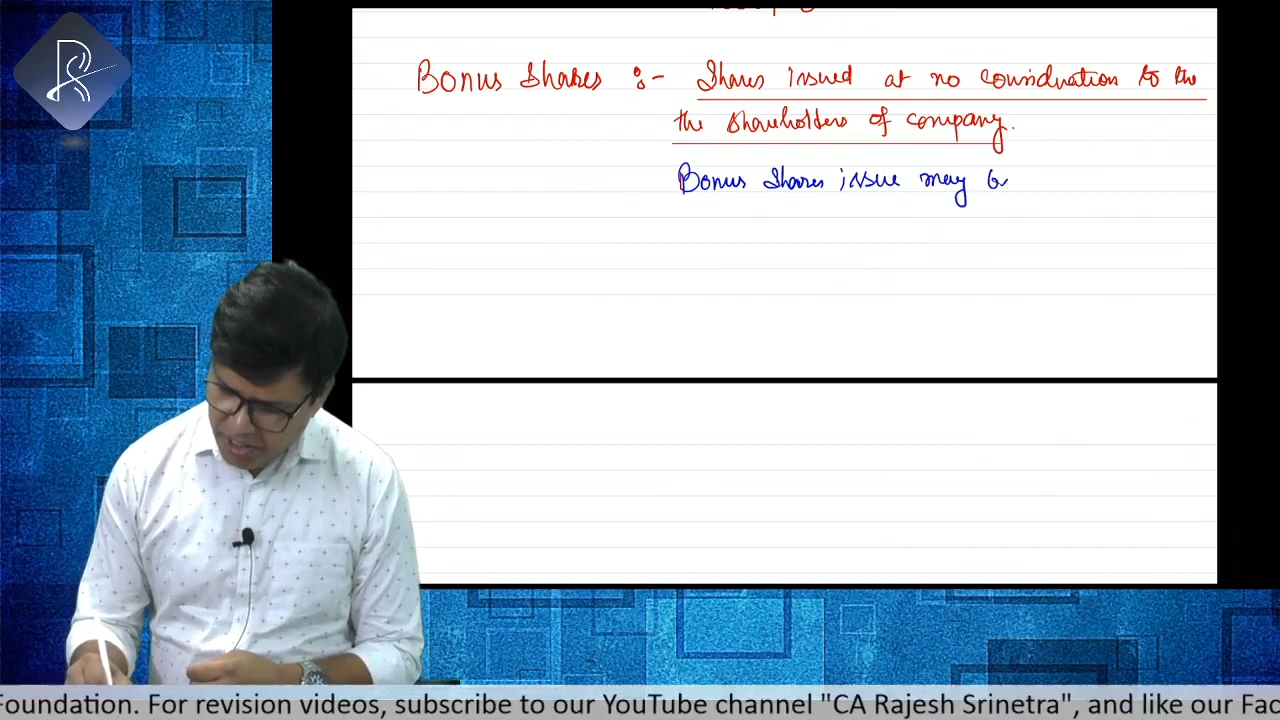 RS
Bonus Shares :- Shares issued at no consideration to the
the shareholders of company.
Bonus Shares issue may
Foundation. For revision videos, subscribe to our YouTube channel "CA Rajesh Srinetra", and like our Fac